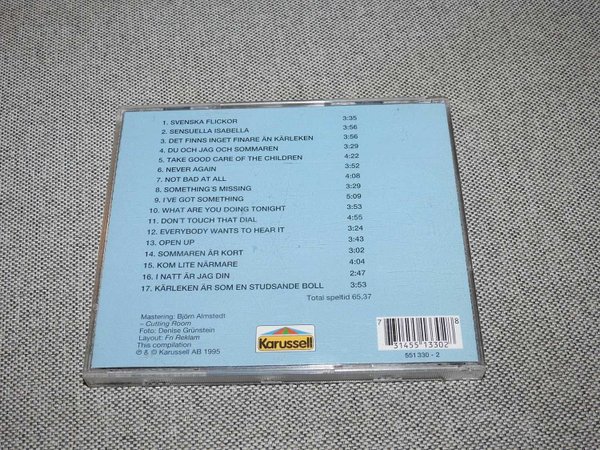 1. SVENSKA FLICKOR 3:35
2. SENSUELLA ISABELLA 3:56
3. DET FINNS INGET FINARE ÄN KÄRLEKEN 3:56
4. DU OCH JAG OCH SOMMAREN 3:29
5. TAKE GOOD CARE OF THE CHILDREN 4:22
6. NEVER AGAIN 3:52
7. NOT BAD AT ALL 4:08
8. SOMETHING'S MISSING 3:29
9. I'VE GOT SOMETHING 5:09
10. WHAT ARE YOU DOING TONIGHT 3:53
11. DON'T TOUCH THAT DIAL 4:55
12. EVERYBODY WANTS TO HEAR IT 3:24
13. OPEN UP 3:43
14. SOMMAREN ÄR KORT 3:02
15. KOM LITE NÄRMARE 4:04
16. I NATT ÄR JAG DIN 2:47
17. KÄRLEKEN ÄR SOM EN STUDSANDE BOLL 3:53
Total speltid 65.37
Mastering: Björn Almstedt
– Cutting Room
Foto: Denise Grünstein
Layout: Fri Reklam
This compilation
℗ & © Karussell AB 1995
Karussell
7 31455 13302 8
551 330 - 2